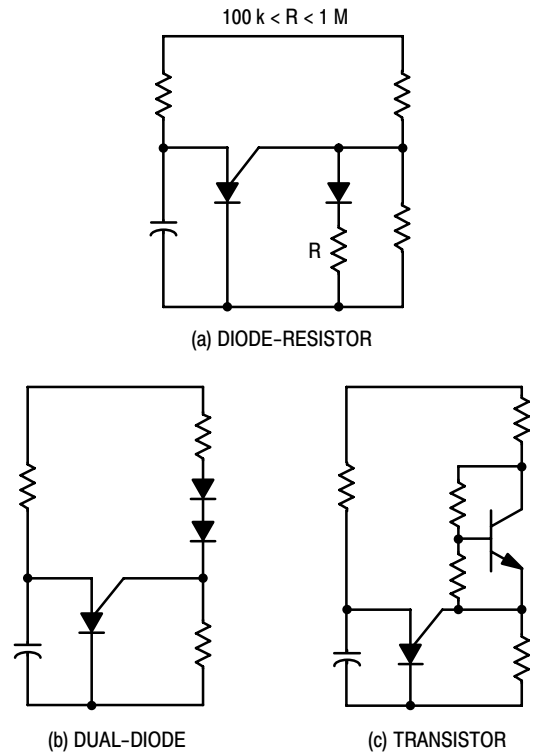 100 k < R < 1 M
R
(a) DIODE-RESISTOR
(b) DUAL-DIODE
(c) TRANSISTOR